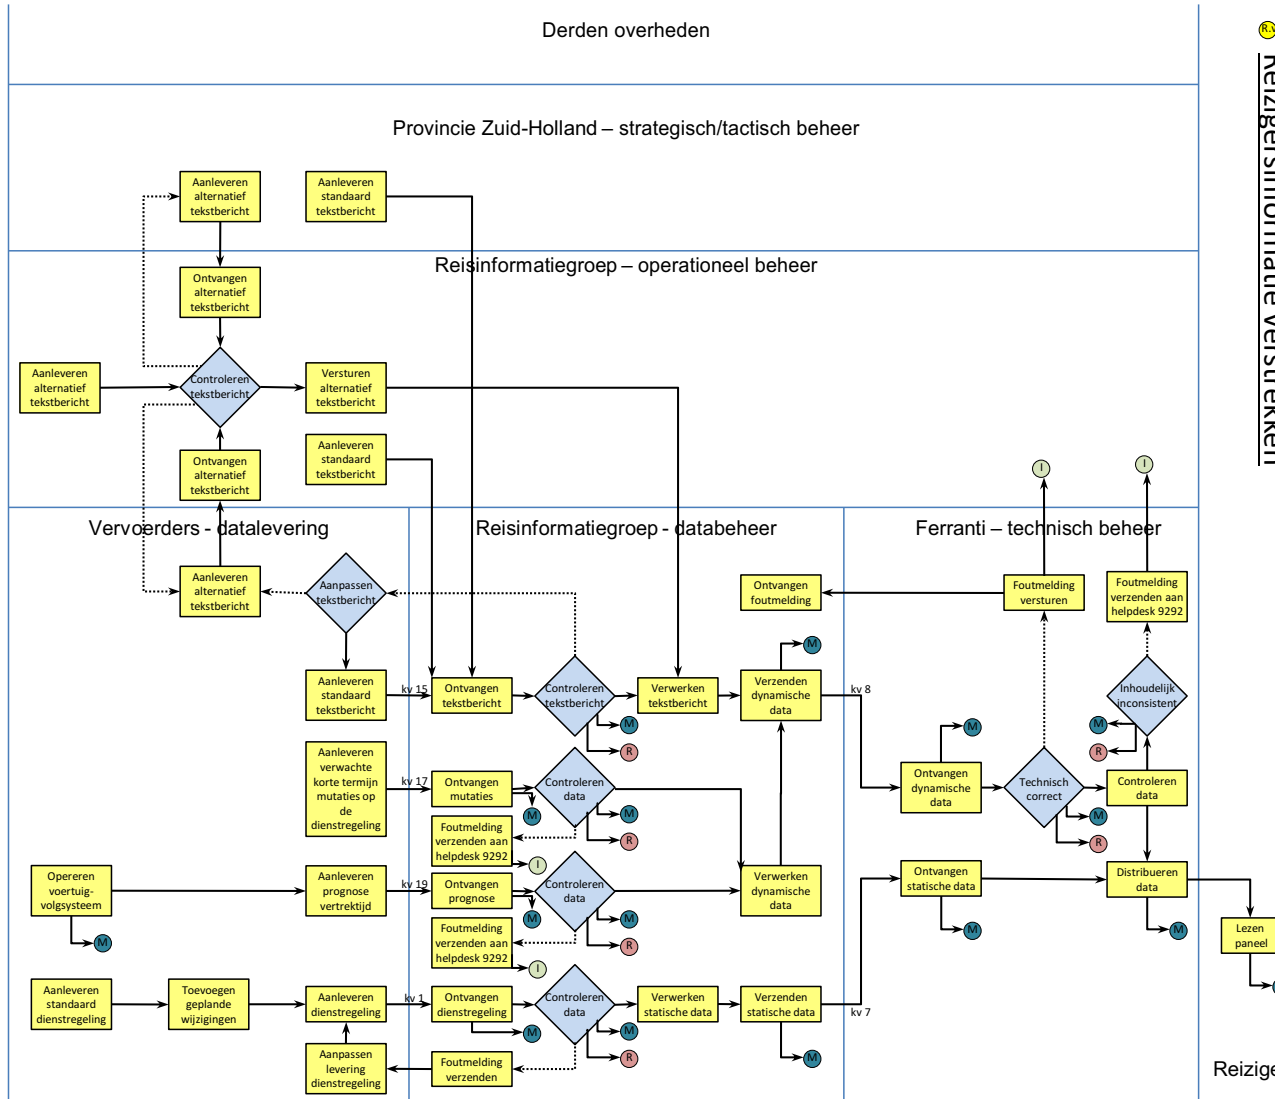 Derden overheden
R.v
Reizigersinformatie verstrekken
Provincie Zuid-Holland – strategisch/tactisch beheer
Aanleveren
alternatief
tekstbericht
Aanleveren
standaard
tekstbericht
Reisinformatiegroep – operationeel beheer
Ontvangen
alternatief
tekstbericht
Aanleveren
alternatief
tekstbericht
Controleren
tekstbericht
Versturen
alternatief
tekstbericht
Aanleveren
standaard
tekstbericht
Ontvangen
alternatief
tekstbericht
I
I
Vervoerders - datalevering
Reisinformatiegroep - databeheer
Ferranti – technisch beheer
Aanleveren
alternatief
tekstbericht
Aanpassen
tekstbericht
Ontvangen
foutmelding
Foutmelding
versturen
Foutmelding
verzenden aan
helpdesk 9292
Aanleveren
standaard
tekstbericht
kv 15
Ontvangen
tekstbericht
Controleren
tekstbericht
M
R
Verwerken
tekstbericht
Verzenden
dynamische
data
M
kv 8
Inhoudelijk
inconsistent
M
R
Aanleveren
verwachte
korte termijn
mutaties op
de
dienstregeling
kv 17
Ontvangen
mutaties
M
Controleren
data
M
R
Foutmelding
verzenden aan
helpdesk 9292
I
Ontvangen
dynamische
data
M
Technisch
correct
M
R
Controleren
data
Opereren
voertuig-
volgsysteem
M
Aanleveren
prognose
vertrektijd
kv 19
Ontvangen
prognose
M
Controleren
data
M
R
Foutmelding
verzenden aan
helpdesk 9292
I
Verwerken
dynamische
data
Ontvangen
statische data
M
Distribueren
data
M
Lezen
paneel
Aanleveren
standaard
dienstregeling
Toevoegen
geplande
wijzigingen
Aanleveren
dienstregeling
kv 1
Ontvangen
dienstregeling
M
Controleren
data
M
R
Verwerken
statische data
Verzenden
statische data
M
kv 7
Aanpassen
levering
dienstregeling
Foutmelding
verzenden
Reizige